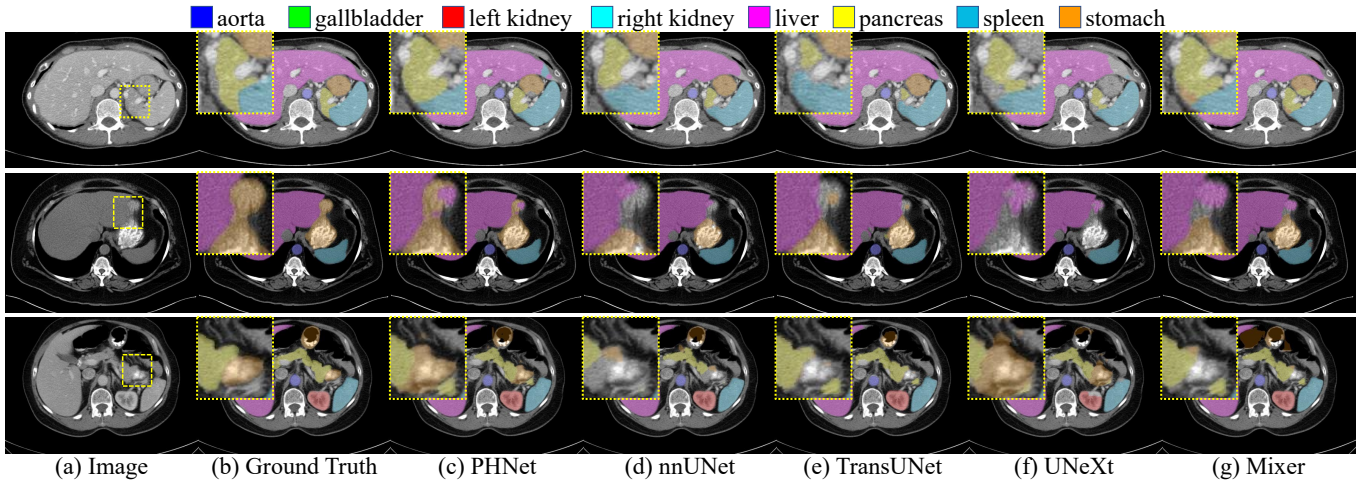 aorta gallbladder left kidney right kidney liver pancreas spleen stomach
(a) Image (b) Ground Truth (c) PHNet (d) nnUNet (e) TransUNet (f) UNeXt (g) Mixer